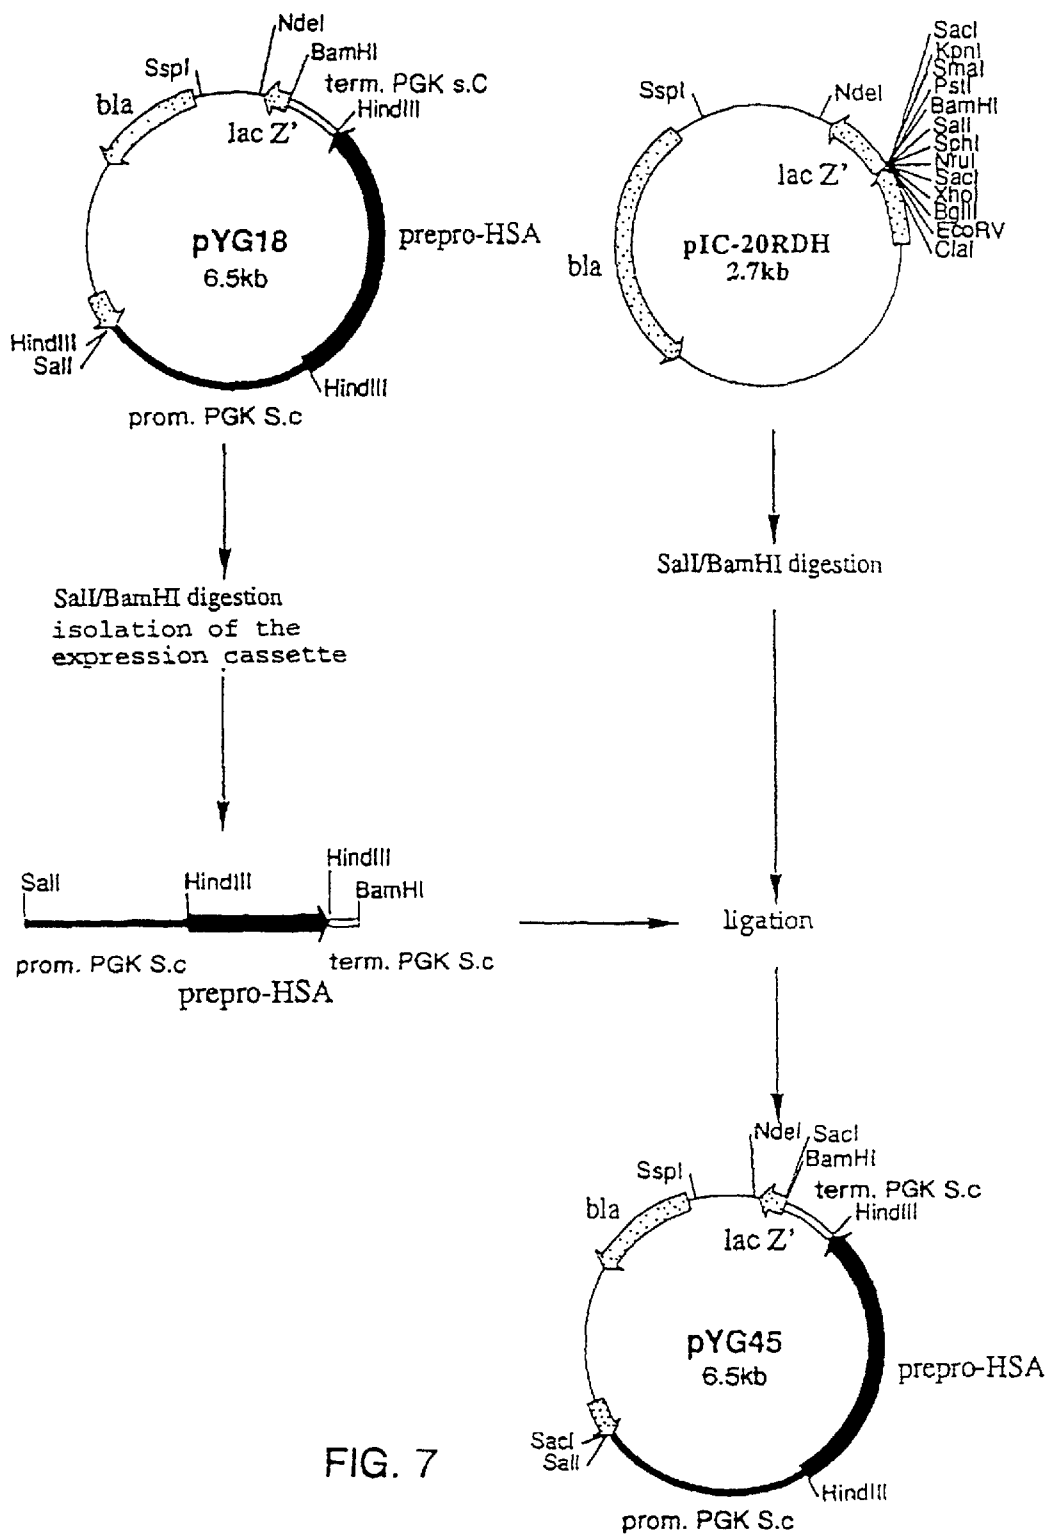 NdeI
BamHI
SspI
term. PGK s.C
bla
HindIII
lac Z'
pYG18
6.5kb
prepro-HSA
HindIII
SalI
HindIII
prom. PGK S.c
SacI
KpnI
SmaI
PstI
BamHI
SalI
SphI
NruI
SacI
XhoI
BglII
EcoRV
ClaI
SspI
NdeI
lac Z'
pIC-20RDH
2.7kb
bla
SalI/BamHI digestion
isolation of the
expression cassette
SalI/BamHI digestion
SalI
HindIII
HindIII
BamHI
prom. PGK S.c
term. PGK S.c
prepro-HSA
ligation
NdeI
SacI
BamHI
SspI
term. PGK S.c
bla
HindIII
lac Z'
pYG45
6.5kb
prepro-HSA
SacI
SalI
HindIII
prom. PGK S.c
FIG. 7